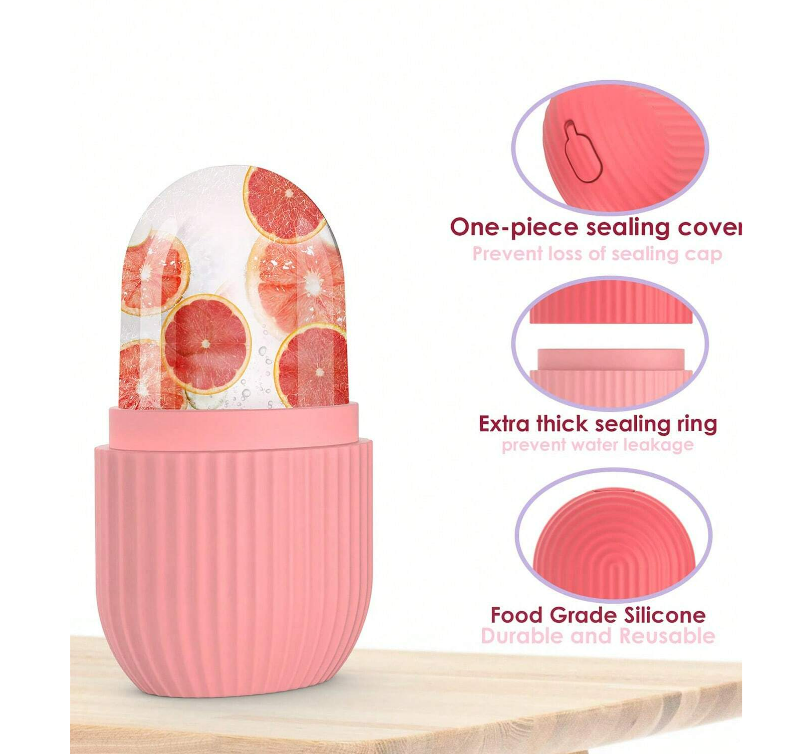 One-piece sealing cover
Prevent loss of sealing cap
Extra thick sealing ring
prevent water leakage
Food Grade Silicone
Durable and Reusable